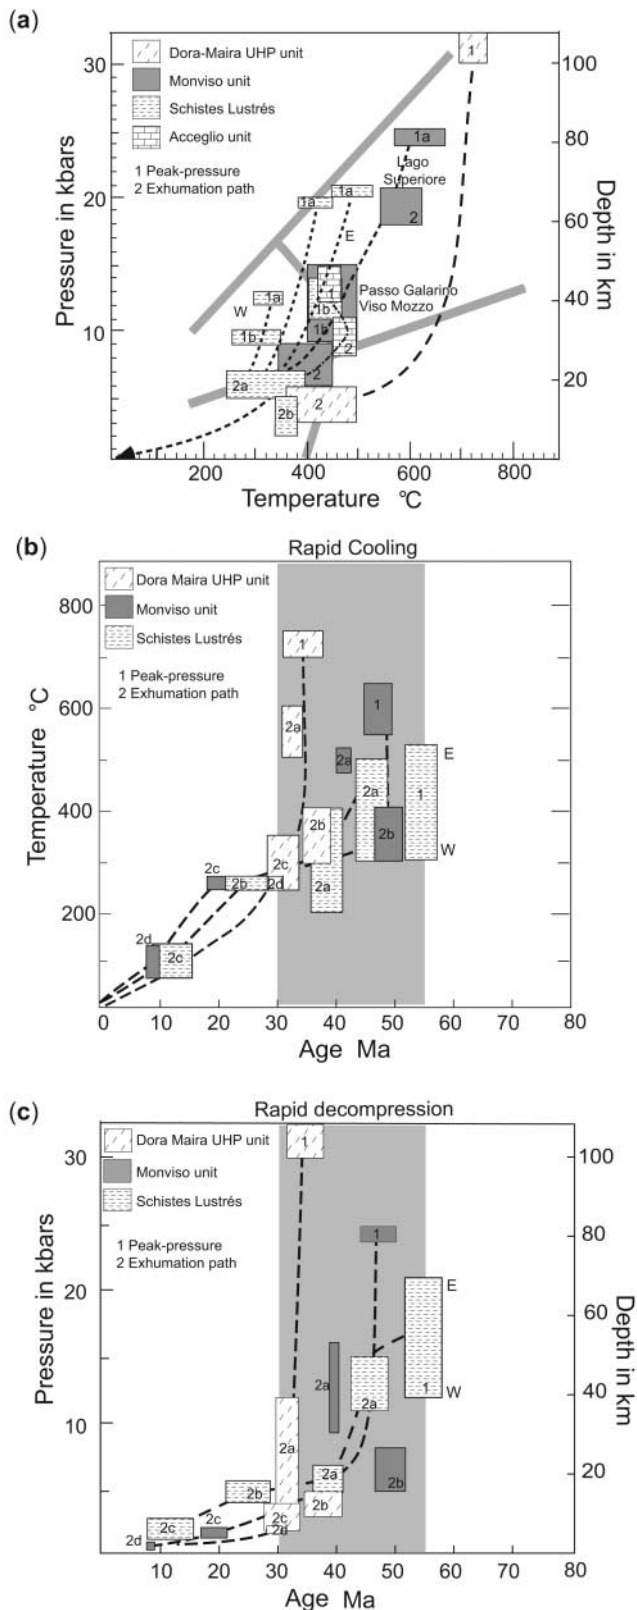 (a)
Dora-Maira UHP unit
Monviso unit
Schistes Lustrés
Acceglio unit
1 Peak-pressure
2 Exhumation path
Pressure in kbars
30
20
10
Depth in km
100
80
60
40
20
1
1a
Lago
Superiore
2
1a
1a
E
W
1a
1b
Passo Galarino
Viso Mozzo
1b
1b
2
2a
2
2b
2
200
400
600
800
Temperature °C
(b)
Rapid Cooling
Dora Maira UHP unit
Monviso unit
Schistes Lustrés
1 Peak-pressure
2 Exhumation path
Temperature °C
800
600
400
200
1
2a
1
2a
E
2a
1
2b
2b
W
2c
2c
2b
2d
2a
2d
2c
0
10
20
30
40
50
60
70
80
Age Ma
(c)
Rapid decompression
Dora Maira UHP unit
Monviso unit
Schistes Lustrés
1 Peak-pressure
2 Exhumation path
Pressure in kbars
30
20
10
Depth in km
100
80
60
40
20
1
1
E
2a
2a
1
W
2a
2a
2b
2b
2b
2c
2c
2c
2d
2d
0
10
20
30
40
50
60
70
80
Age Ma